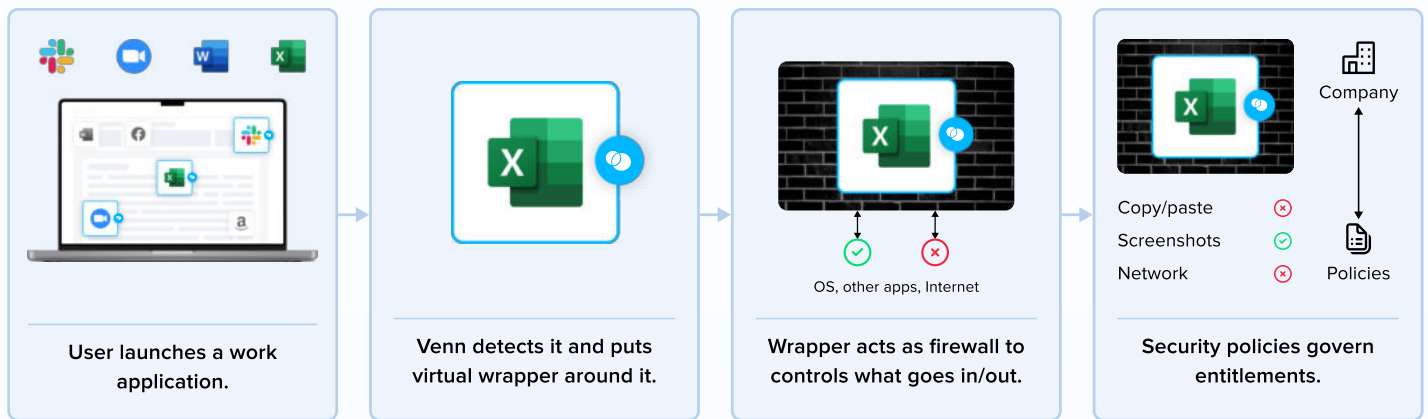 User launches a work
application.
Venn detects it and puts
virtual wrapper around it.
OS, other apps, Internet
Wrapper acts as firewall to
controls what goes in/out.
Company
Copy/paste
Screenshots
Network
Policies
Security policies govern
entitlements.